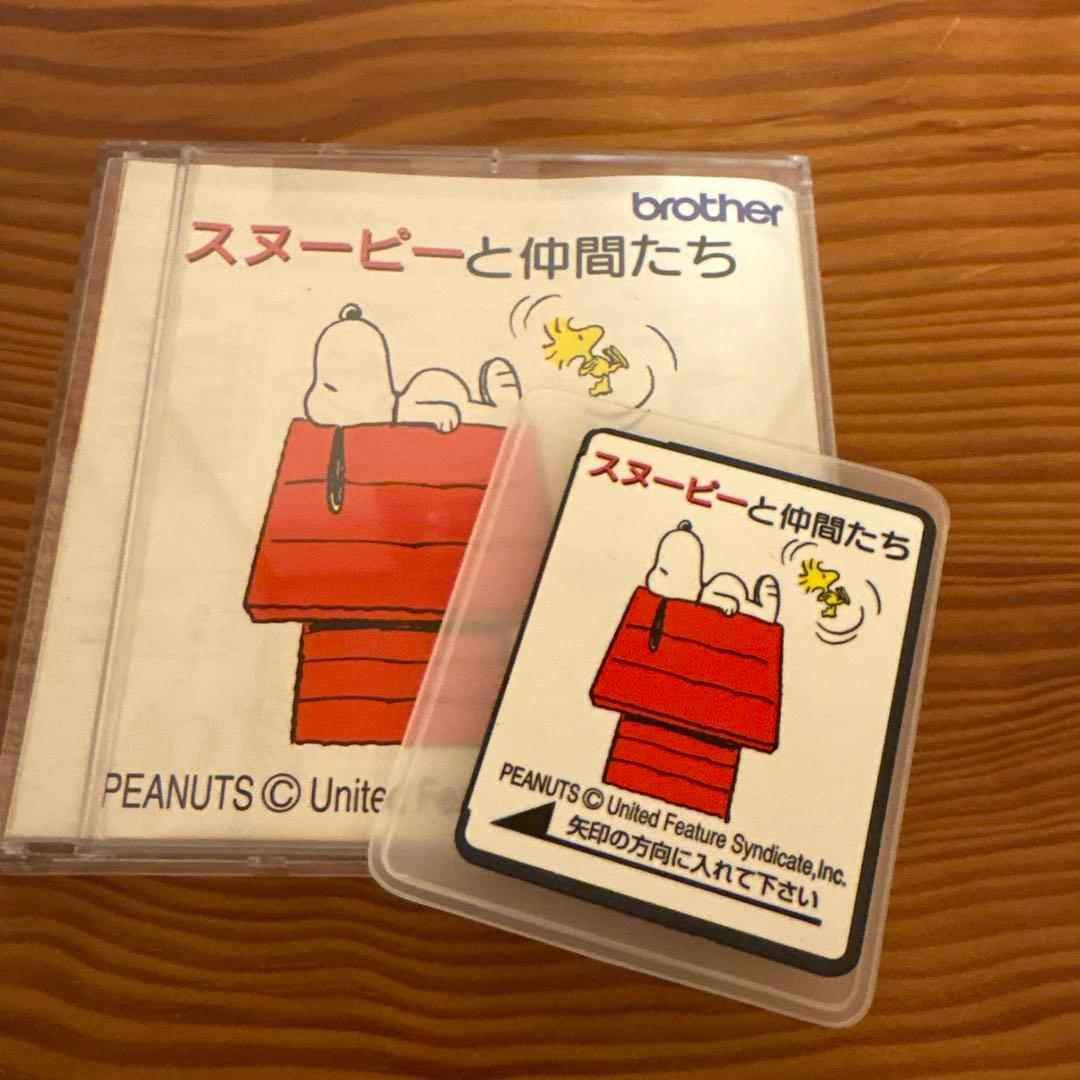 brother
スヌーピーと仲間たち
PEANUTS © Unite
スヌーピーと仲間たち
PEANUTS © United Feature Syndicate,Inc.
矢印の方向に入れて下さい